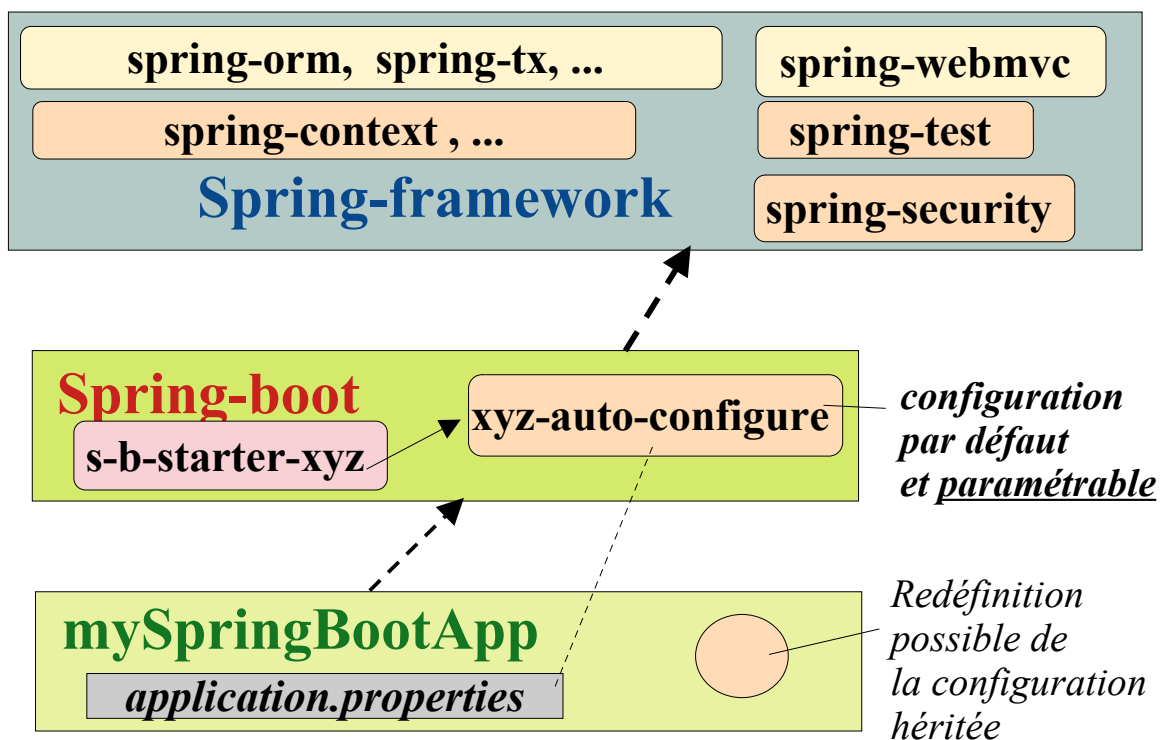 spring-orm, spring-tx, ...
spring-webmvc
spring-context , ...
spring-test
Spring-framework
spring-security
Spring-boot
xyz-auto-configure
s-b-starter-xyz
configuration
par défaut
et paramétrable
mySpringBootApp
application.properties
Redéfinition
possible de
la configuration
héritée